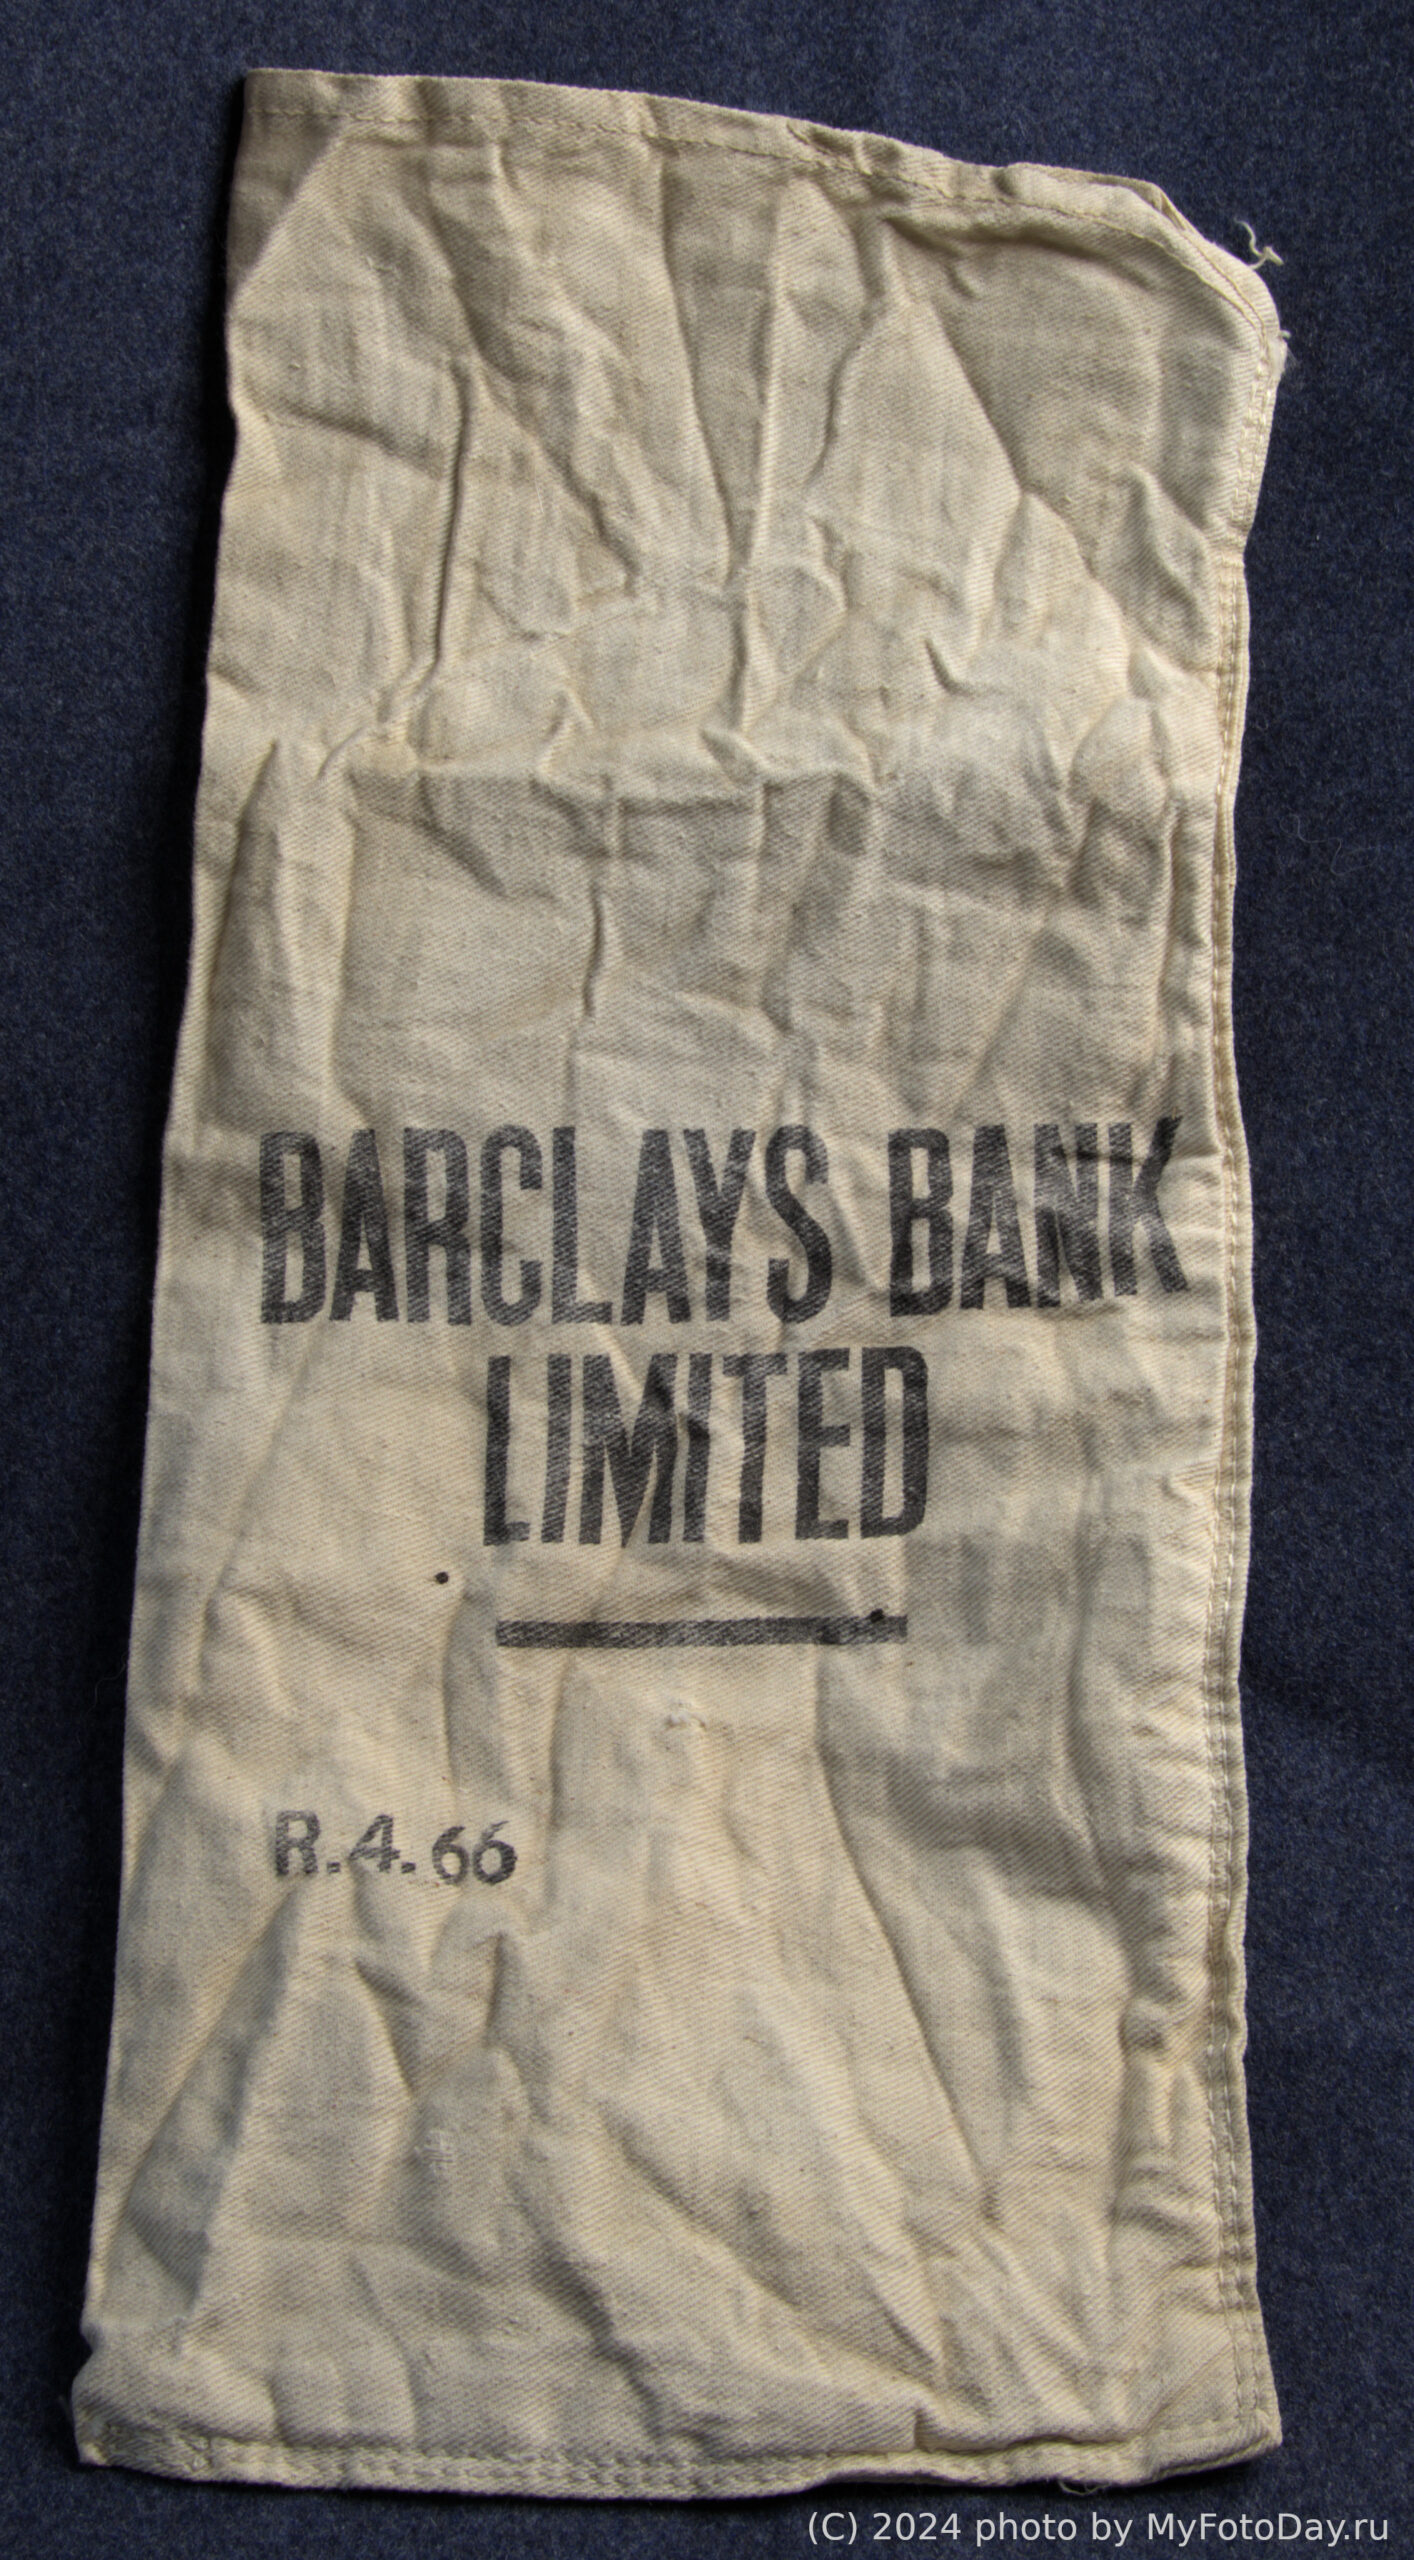 BARCLAYS BANK
LIMITED
R.4.66
(C) 2024 photo by MyFotoDay.ru